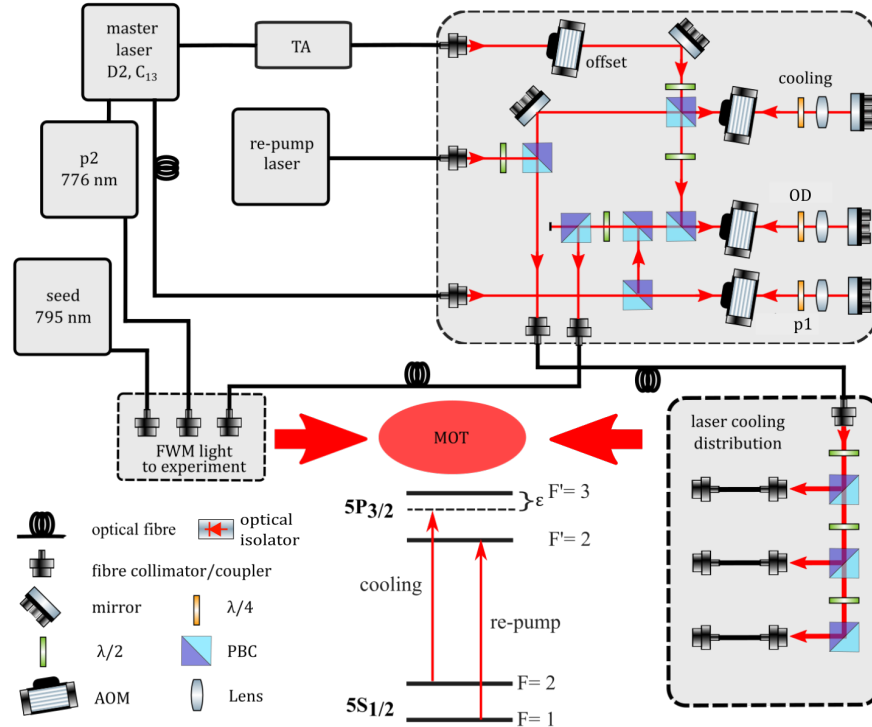 master
laser
D2, C₁₃
TA
offset
cooling
re-pump
laser
p2
776 nm
OD
seed
795 nm
p1
FWM light
to experiment
MOT
laser cooling
distribution
5P3/2
F'= 3
ε
F'= 2
cooling
re-pump
F= 2
5S1/2
F= 1
optical fibre
optical
isolator
fibre collimator/coupler
mirror
λ/4
λ/2
PBC
AOM
Lens